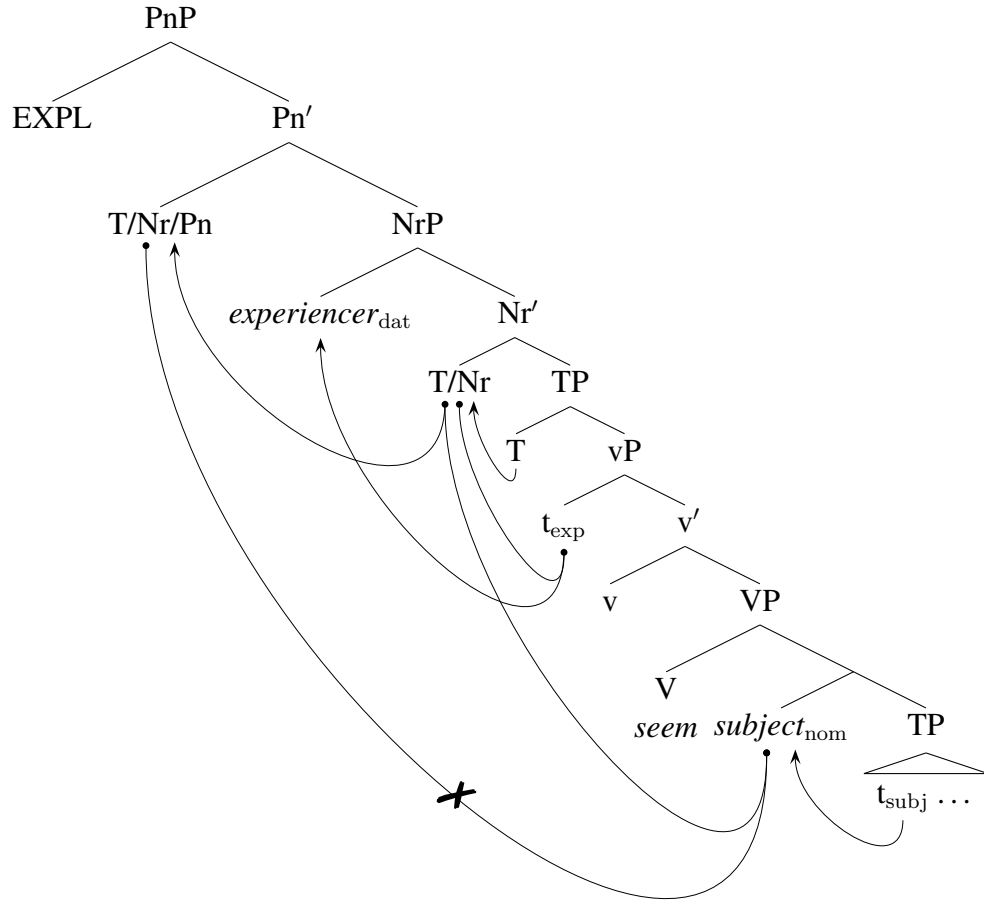 PnP
EXPL Pn′
T/Nr/Pn NrP
experiencer_dat Nr′
T/Nr TP
T vP
t_exp v′
v VP
V
seem subject_nom TP
t_subj …